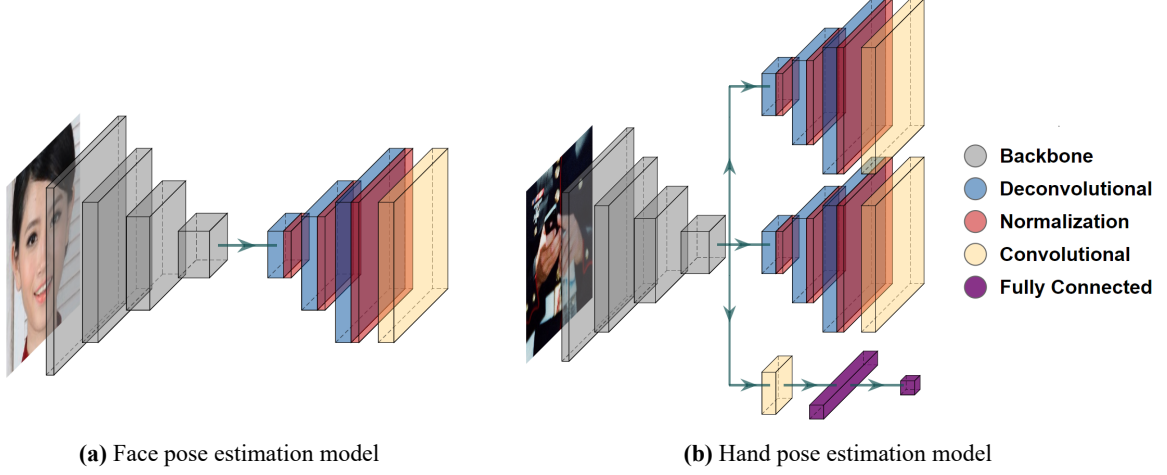 Backbone
Deconvolutional
Normalization
Convolutional
Fully Connected
(a) Face pose estimation model
(b) Hand pose estimation model